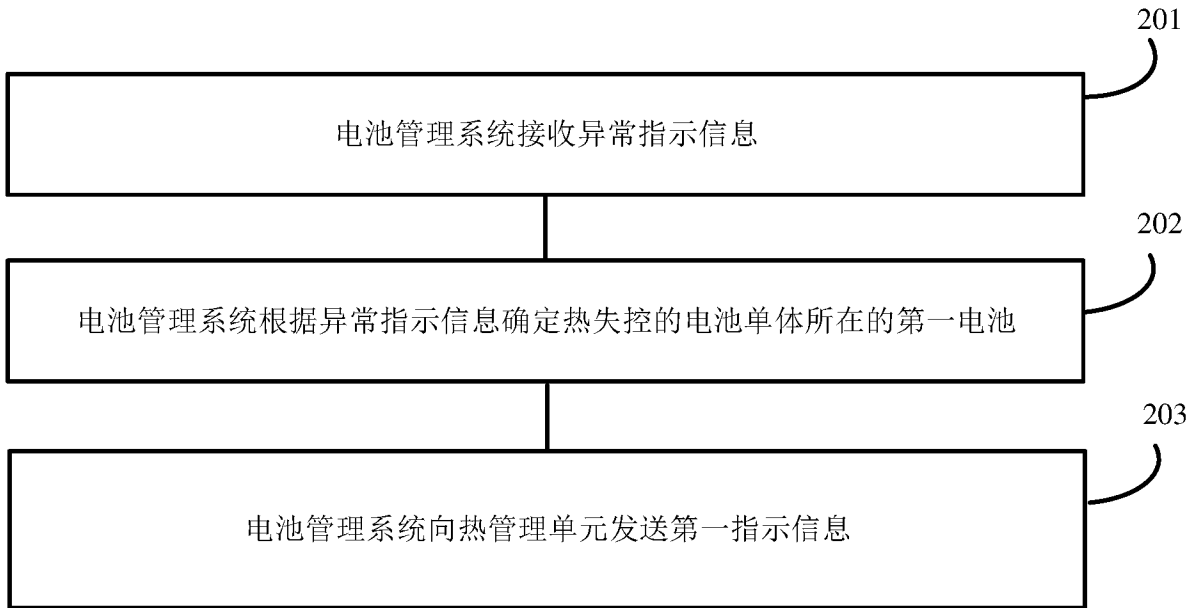 201
电池管理系统接收异常指示信息
202
电池管理系统根据异常指示信息确定热失控的电池单体所在的第一电池
203
电池管理系统向热管理单元发送第一指示信息